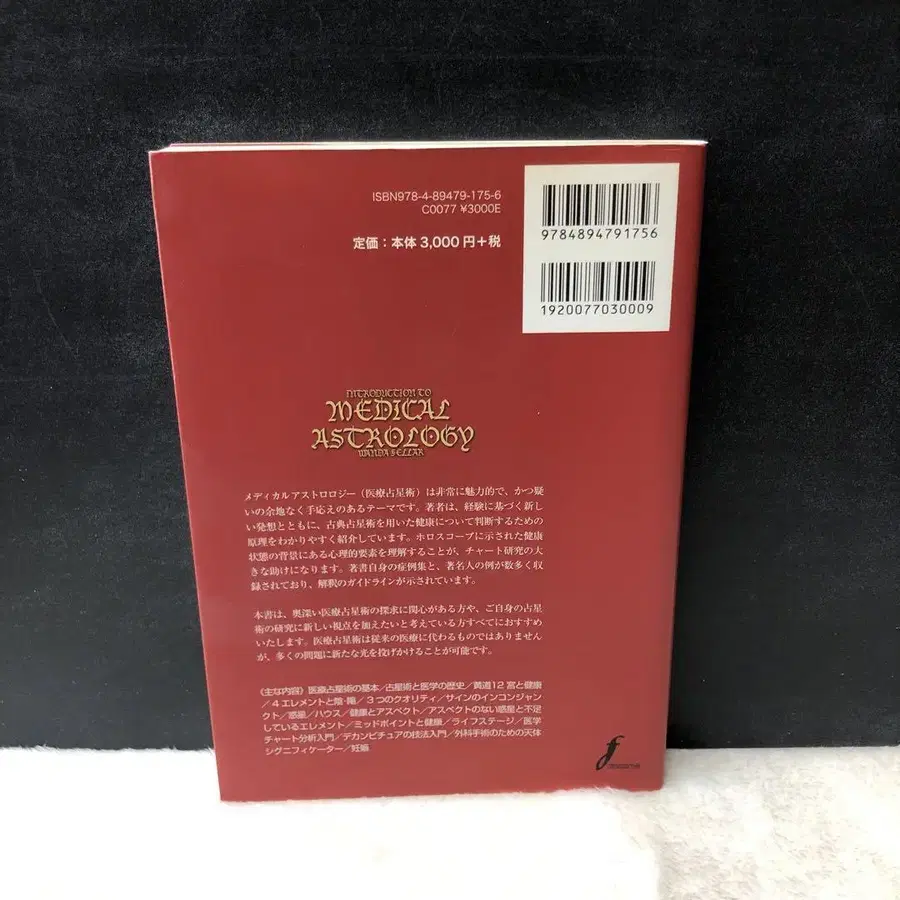 ISBN978-4-89479-175-6
C0077 ¥3000E
定価：本体3,000円+税
9784894791756
1920077030009
INTRODUCTION TO
MEDICAL
ASTROLOGY
WANDA SELLAR
メディカルアストロロジー（医療占星術）は非常に魅力的で、かつ疑
いの余地なく手応えのあるテーマです。著者は、経験に基づく新し
い発想とともに、古典占星術を用いた健康について判断するための
原理をわかりやすく紹介しています。ホロスコープに示された健康
状態の背景にある心理的要素を理解することが、チャート研究の大
きな助けになります。著書自身の症例集と、著名人の例が数多く収
録されており、解釈のガイドラインが示されています。
本書は、奥深い医療占星術の探求に関心がある方や、ご自身の占星
術の研究に新しい視点を加えたいと考えている方すべてにおすすめ
いたします。医療占星術は従来の医療に代わるものではありません
が、多くの問題に新たな光を投げかけることが可能です。
《主な内容》医療占星術の基本／占星術と医学の歴史／黄道12宮と健康
／4エレメントと陰・陽／3つのクオリティ／サインのインコンジャン
クト／惑星／ハウス／健康とアスペクト／アスペクトのない惑星と不足
しているエレメント／ミッドポイントと健康／ライフステージ／医学
チャート分析入門／デカンビチュアの技法入門／外科手術のための天体
シグニフィケーター／妊娠
f